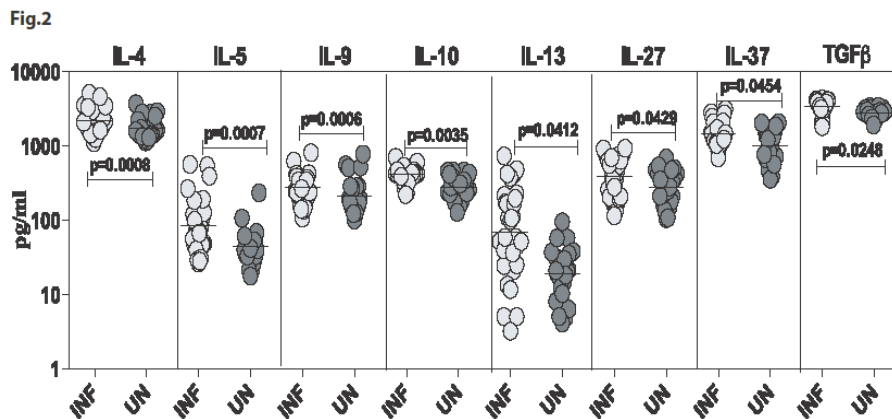 Fig.2
IL-4 IL-5 IL-9 IL-10 IL-13 IL-27 IL-37 TGFβ
10000
1000
100
10
1
pg/ml
p=0.0008
p=0.0007
p=0.0006
p=0.0035
p=0.0412
p=0.0429
p=0.0454
p=0.0248
INF UN INF UN INF UN INF UN INF UN INF UN INF UN INF UN